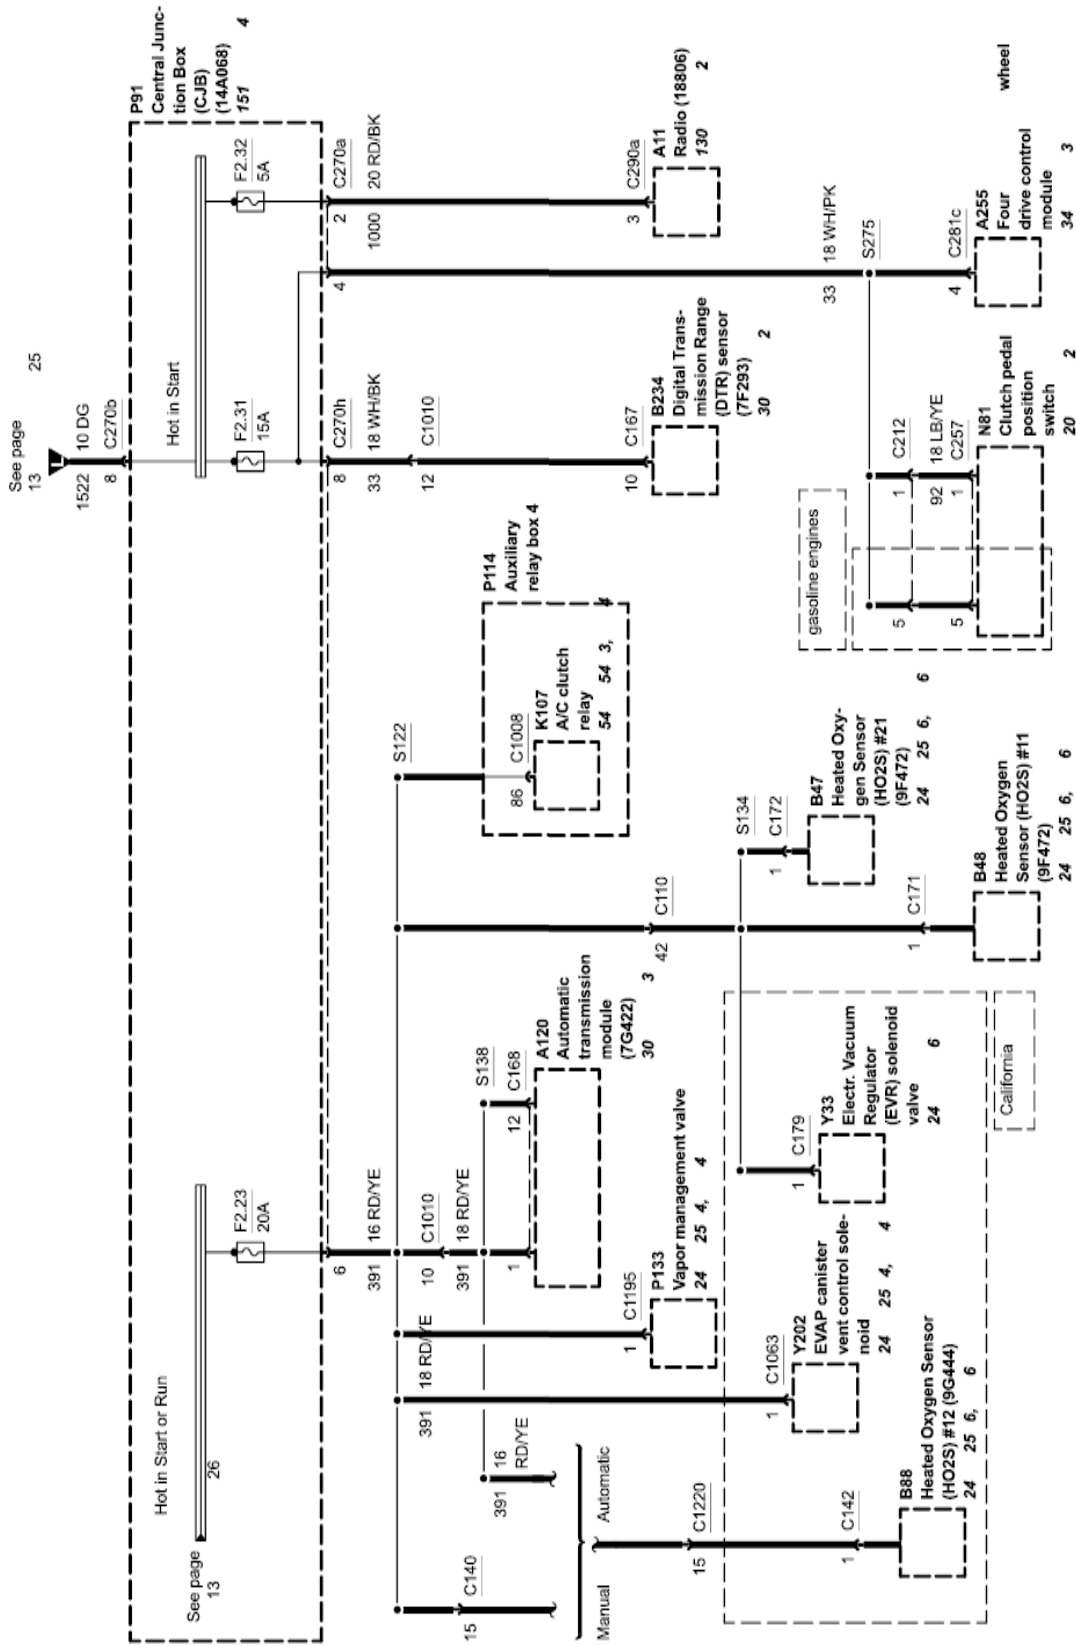 See page
13 26
Hot in Start or Run
F2.23
20A
See page
13 25
1522 10 DG
8 C270b
Hot in Start
F2.31
15A
F2.32
5A
P91
Central Junc-
tion Box
(CJB)
(14A068)
151 4
6
8 C270h
33 18 WH/BK
12 C1010
4
2 C270a
1000 20 RD/BK
391 16 RD/YE
S122
10 C1010
391 18 RD/YE
S138
1
12 C168
A120
Automatic
transmission
module
(7G422)
30 3
P114
Auxiliary
relay box 4
86 C1008
K107
A/C clutch
relay
54 54 3,
4
10 C167
B234
Digital Trans-
mission Range
(DTR) sensor
(7F293)
30 2
3 C290a
A11
Radio (18806)
130 2
15 C140
391 16
RD/YE
391 18 RD/YE
1 C1195
P133
Vapor management valve
24 25 4, 4
42 C110
Manual Automatic
15 C1220
1 C1063
Y202
EVAP canister
vent control sole-
noid
24 25 4, 4
1 C179
Y33
Electr. Vacuum
Regulator
(EVR) solenoid
valve
24 6
S134
1 C172
B47
Heated Oxy-
gen Sensor
(HO2S) #21
(9F472)
24 25 6, 6
gasoline engines
33 18 WH/PK
S275
1 C142
B88
Heated Oxygen Sensor
(HO2S) #12 (9G444)
24 25 6, 6
California
1 C171
B48
Heated Oxygen
Sensor (HO2S) #11
(9F472)
24 25 6, 6
5
1 C212
92 18 LB/YE
5
1 C257
N81
Clutch pedal
position
switch
20 2
4 C281c
A255
Four wheel
drive control
module
34 3